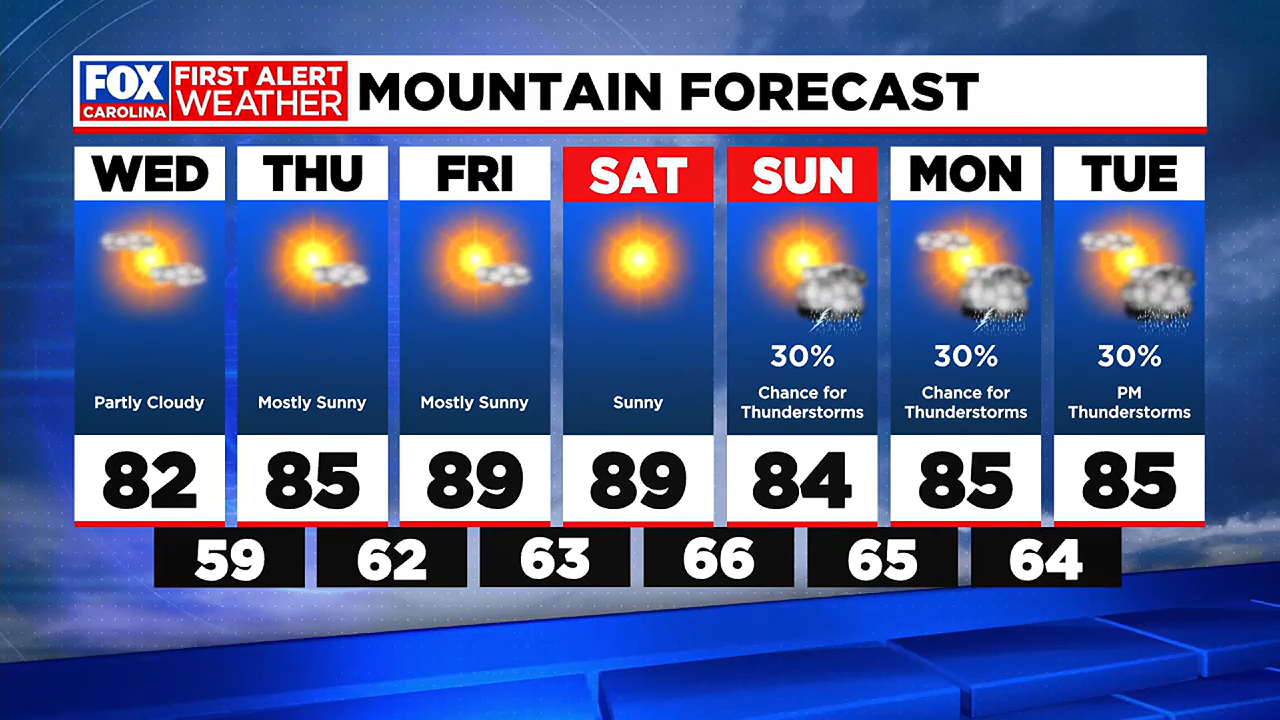 FOX
CAROLINA
FIRST ALERT
WEATHER
MOUNTAIN FORECAST
WED
THU
FRI
SAT
SUN
MON
TUE
30%
30%
30%
Partly Cloudy
Mostly Sunny
Mostly Sunny
Sunny
Chance for
Thunderstorms
Chance for
Thunderstorms
PM
Thunderstorms
82
85
89
89
84
85
85
59
62
63
66
65
64